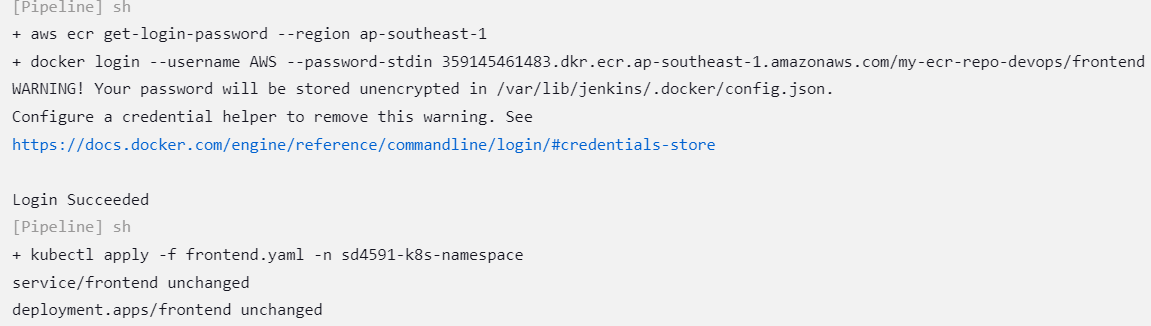 [Pipeline] sh
+ aws ecr get-login-password --region ap-southeast-1
+ docker login --username AWS --password-stdin 359145461483.dkr.ecr.ap-southeast-1.amazonaws.com/my-ecr-repo-devops/frontend
WARNING! Your password will be stored unencrypted in /var/lib/jenkins/.docker/config.json.
Configure a credential helper to remove this warning. See
https://docs.docker.com/engine/reference/commandline/login/#credentials-store
Login Succeeded
[Pipeline] sh
+ kubectl apply -f frontend.yaml -n sd4591-k8s-namespace
service/frontend unchanged
deployment.apps/frontend unchanged